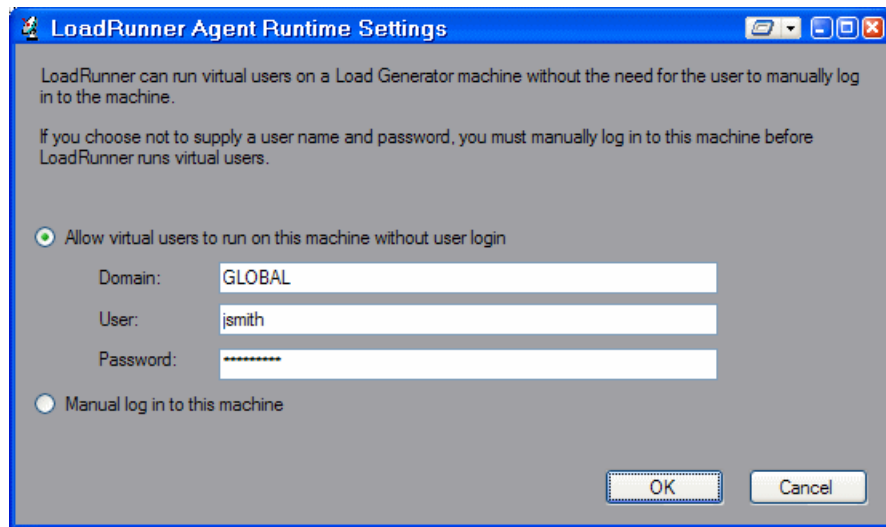 LoadRunner Agent Runtime Settings
LoadRunner can run virtual users on a Load Generator machine without the need for the user to manually log
in to the machine.
If you choose not to supply a user name and password, you must manually log in to this machine before
LoadRunner runs virtual users.
Allow virtual users to run on this machine without user login
Domain: GLOBAL
User: jsmith
Password: *********
Manual log in to this machine
OK Cancel